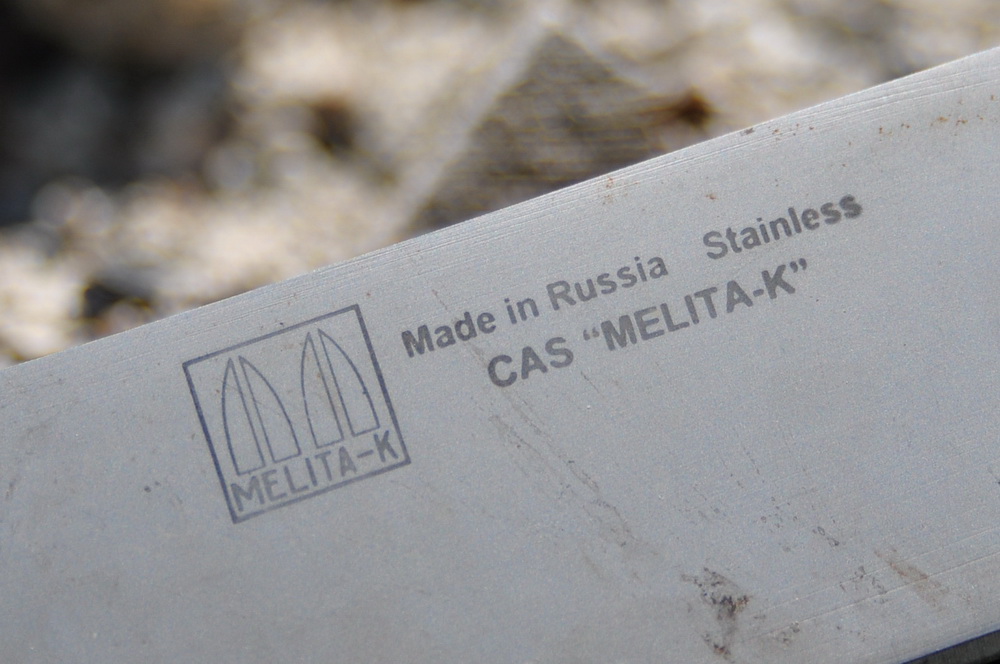 Made in Russia Stainless
CAS “MELITA-K”
MELITA-K